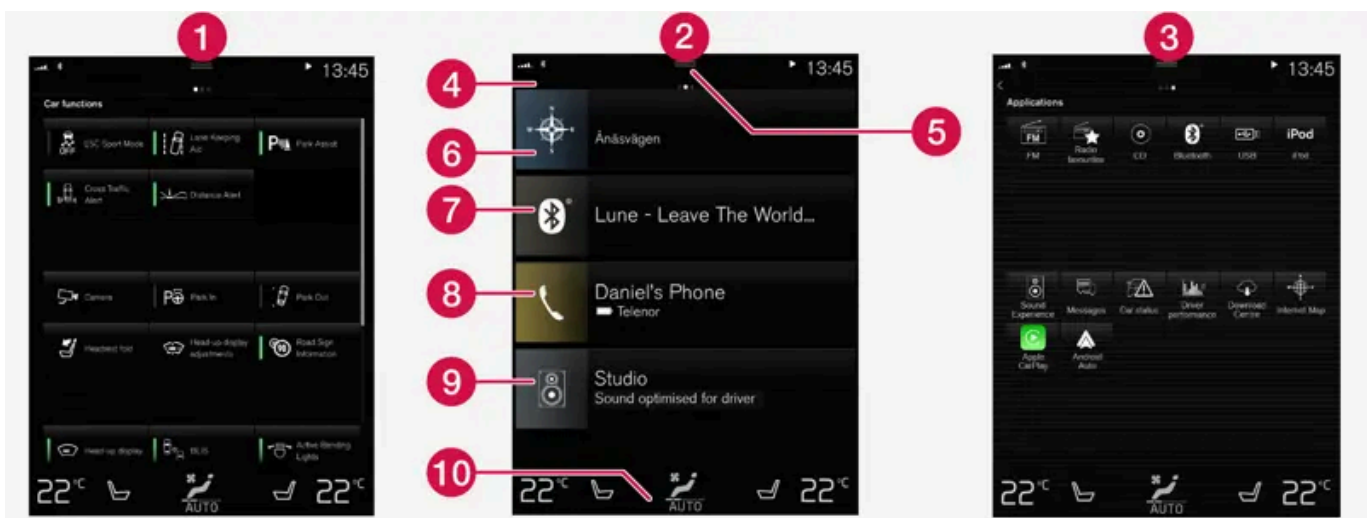 1
2
3
13:45
Car functions
OFF
ESC Sport Mode
Lane Keeping
Aid
P
Park Assist
Cross Traffic
Alert
Distance Alert
Camera
P
Park In
Park Out
Headrest fold
Head-up display
adjustments
Road Sign
Information
Head-up display
BLIS
Active Bending
Lights
22°C
AUTO
22°C
4
13:45
5
6
Ånäsvägen
7
Lune - Leave The World...
8
Daniel's Phone
Telenor
9
Studio
Sound optimised for driver
10
22°C
AUTO
22°C
13:45
Applications
FM
FM
Radio
favourites
CD
Bluetooth
USB
iPod
iPod
Sound
Experience
Messages
Car status
Driver
performance
Download
Centre
Internet Map
Apple
CarPlay
Android
Auto
22°C
AUTO
22°C